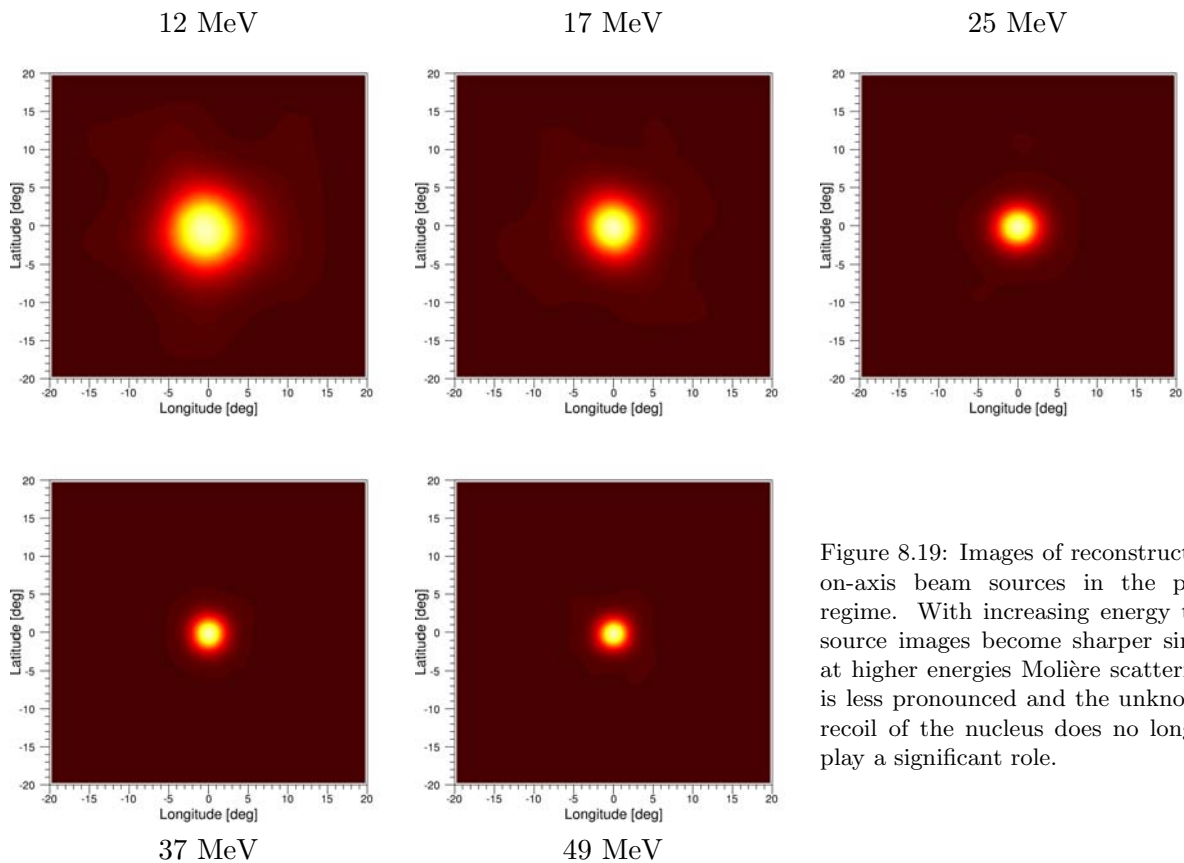 12 MeV 17 MeV 25 MeV
20
15
10
5
0
-5
-10
-15
-20
-20 -15 -10 -5 0 5 10 15 20
Latitude [deg]
Longitude [deg]
20
15
10
5
0
-5
-10
-15
-20
-20 -15 -10 -5 0 5 10 15 20
Latitude [deg]
Longitude [deg]
20
15
10
5
0
-5
-10
-15
-20
-20 -15 -10 -5 0 5 10 15 20
Latitude [deg]
Longitude [deg]
20
15
10
5
0
-5
-10
-15
-20
-20 -15 -10 -5 0 5 10 15 20
Latitude [deg]
Longitude [deg]
20
15
10
5
0
-5
-10
-15
-20
-20 -15 -10 -5 0 5 10 15 20
Latitude [deg]
Longitude [deg]
37 MeV 49 MeV
Figure 8.19: Images of reconstruct
on-axis beam sources in the p
regime. With increasing energy t
source images become sharper sin
at higher energies Molière scatteri
is less pronounced and the unkno
recoil of the nucleus does no long
play a significant role.